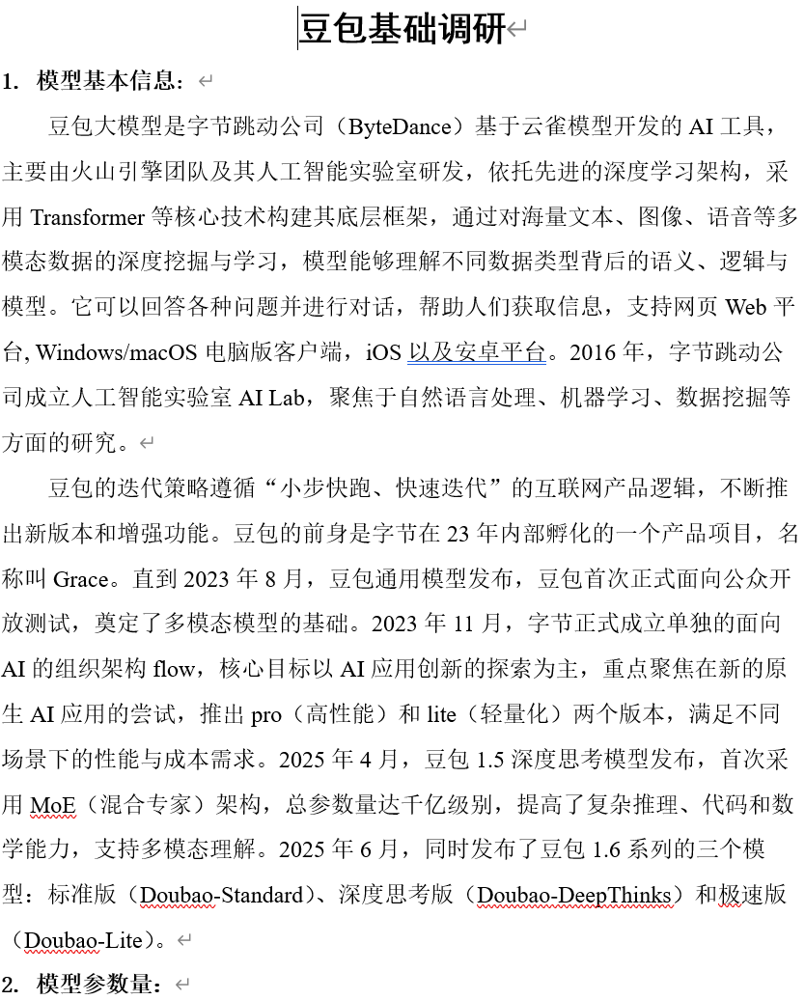 豆包基础调研
1. 模型基本信息：
豆包大模型是字节跳动公司（ByteDance）基于云雀模型开发的 AI 工具，
主要由火山引擎团队及其人工智能实验室研发，依托先进的深度学习架构，采
用 Transformer 等核心技术构建其底层框架，通过对海量文本、图像、语音等多
模态数据的深度挖掘与学习，模型能够理解不同数据类型背后的语义、逻辑与
模型。它可以回答各种问题并进行对话，帮助人们获取信息，支持网页 Web 平
台, Windows/macOS 电脑版客户端，iOS 以及安卓平台。2016 年，字节跳动公
司成立人工智能实验室 AI Lab，聚焦于自然语言处理、机器学习、数据挖掘等
方面的研究。
豆包的迭代策略遵循“小步快跑、快速迭代”的互联网产品逻辑，不断推
出新版本和增强功能。豆包的前身是字节在 23 年内部孵化的一个产品项目，名
称叫 Grace。直到 2023 年 8 月，豆包通用模型发布，豆包首次正式面向公众开
放测试，奠定了多模态模型的基础。2023 年 11 月，字节正式成立单独的面向
AI 的组织架构 flow，核心目标以 AI 应用创新的探索为主，重点聚焦在新的原
生 AI 应用的尝试，推出 pro（高性能）和 lite（轻量化）两个版本，满足不同
场景下的性能与成本需求。2025 年 4 月，豆包 1.5 深度思考模型发布，首次采
用 MoE（混合专家）架构，总参数量达千亿级别，提高了复杂推理、代码和数
学能力，支持多模态理解。2025 年 6 月，同时发布了豆包 1.6 系列的三个模
型：标准版（Doubao-Standard）、深度思考版（Doubao-DeepThinks）和极速版
（Doubao-Lite）。
2. 模型参数量：